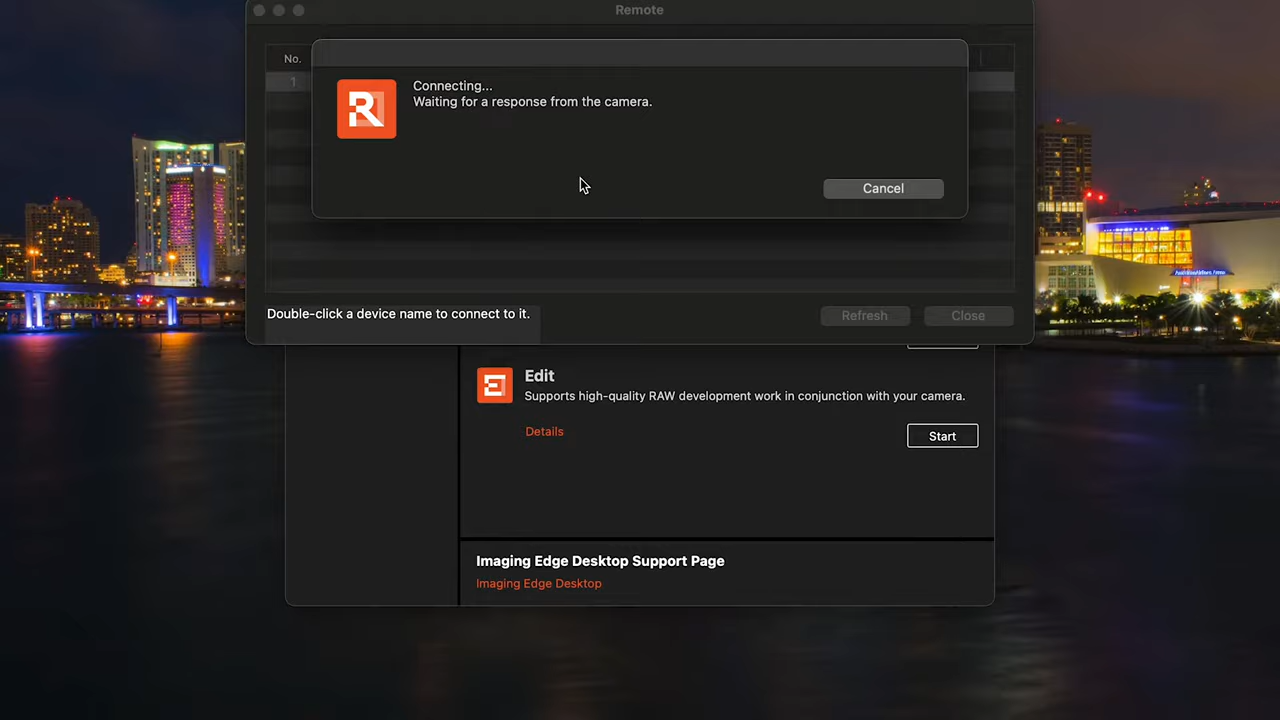 Remote
No.
1
Connecting...
Waiting for a response from the camera.
Cancel
Double-click a device name to connect to it.
Refresh
Close
Edit
Supports high-quality RAW development work in conjunction with your camera.
Details
Start
Imaging Edge Desktop Support Page
Imaging Edge Desktop